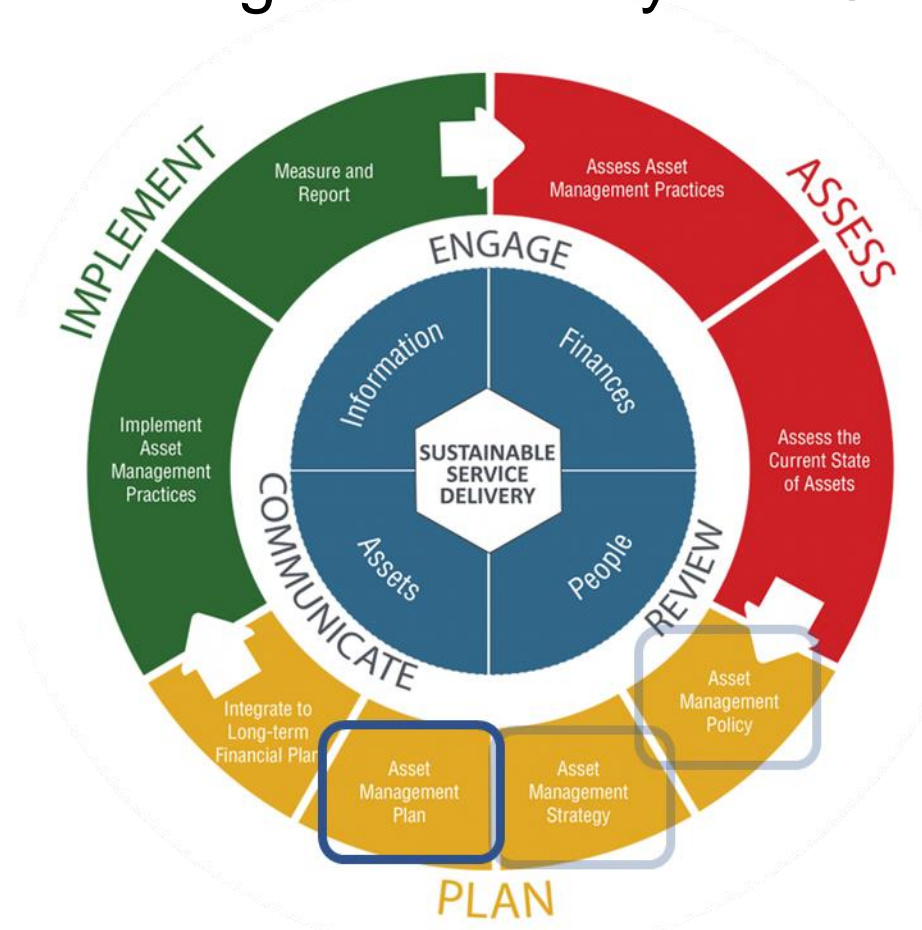 IMPLEMENT
Measure and
Report
Assess Asset
Management Practices
ASSESS
ENGAGE
Information
Finances
Implement
Asset
Management
Practices
SUSTAINABLE
SERVICE
DELIVERY
Assess the
Current State
of Assets
COMMUNICATE
Assets
People
REVIEW
Asset
Management
Policy
Integrate to
Long-term
Financial Plan
Asset
Management
Plan
Asset
Management
Strategy
PLAN